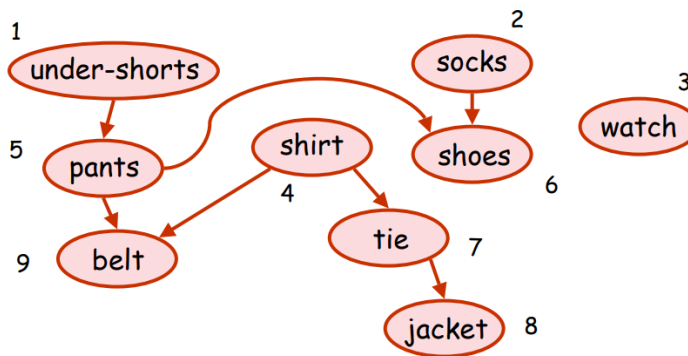 1
under-shorts
2
socks
3
watch
5
pants
shirt
4
shoes
6
9
belt
tie
7
jacket
8